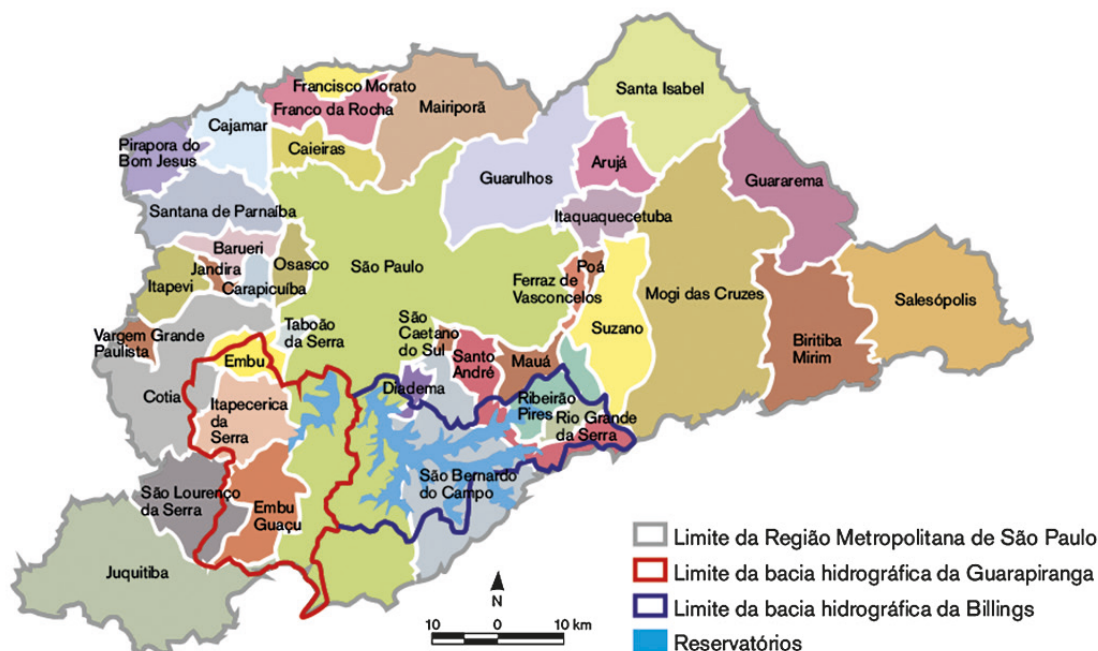 Francisco Morato
Franco da Rocha
Mairiporã
Santa Isabel
Cajamar
Pirapora do
Bom Jesus
Caieiras
Guarulhos
Arujá
Guararema
Santana de Parnaíba
Itaquaquecetuba
Barueri
Jandira
Itapevi
Carapicuíba
Osasco
São Paulo
Poá
Ferraz de
Vasconcelos
Mogi das Cruzes
Salesópolis
Suzano
Biritiba
Mirim
Vargem Grande
Paulista
Taboão
da Serra
São
Caetano
do Sul
Santo
André
Mauá
Embu
Cotia
Diadema
Itapecerica
da
Serra
Ribeirão
Pires
Rio Grande
da Serra
São Bernardo
do Campo
São Lourenço
da Serra
Embu
Guaçu
Juquitiba
N
10 0 10 km
Limite da Região Metropolitana de São Paulo
Limite da bacia hidrográfica da Guarapiranga
Limite da bacia hidrográfica da Billings
Reservatórios